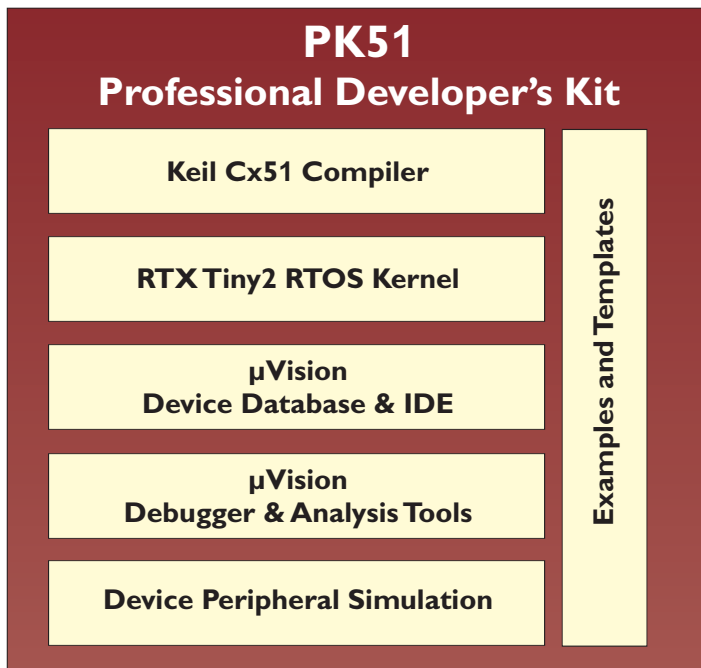 PK51
Professional Developer’s Kit
Keil Cx51 Compiler
RTX Tiny2 RTOS Kernel
µVision
Device Database & IDE
µVision
Debugger & Analysis Tools
Device Peripheral Simulation
Examples and Templates